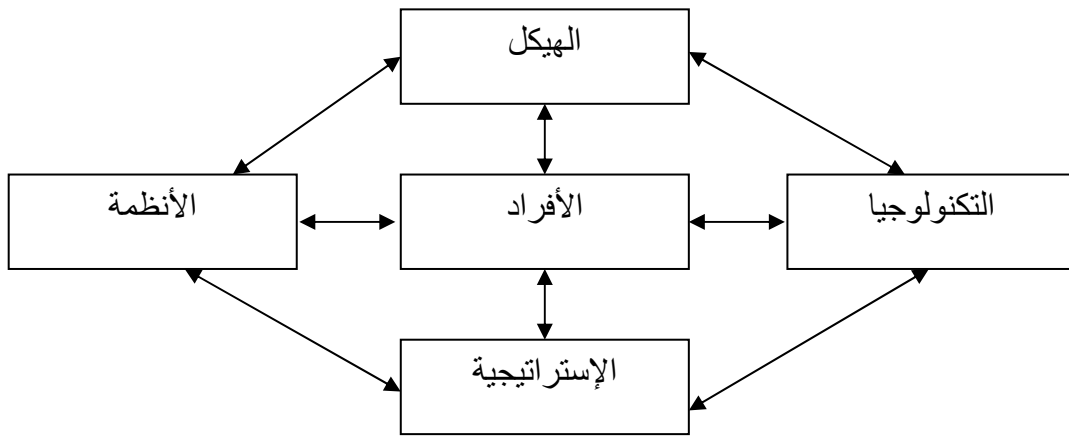 الهيكل
التكنولوجيا
الأفراد
الأنظمة
الإستراتيجية